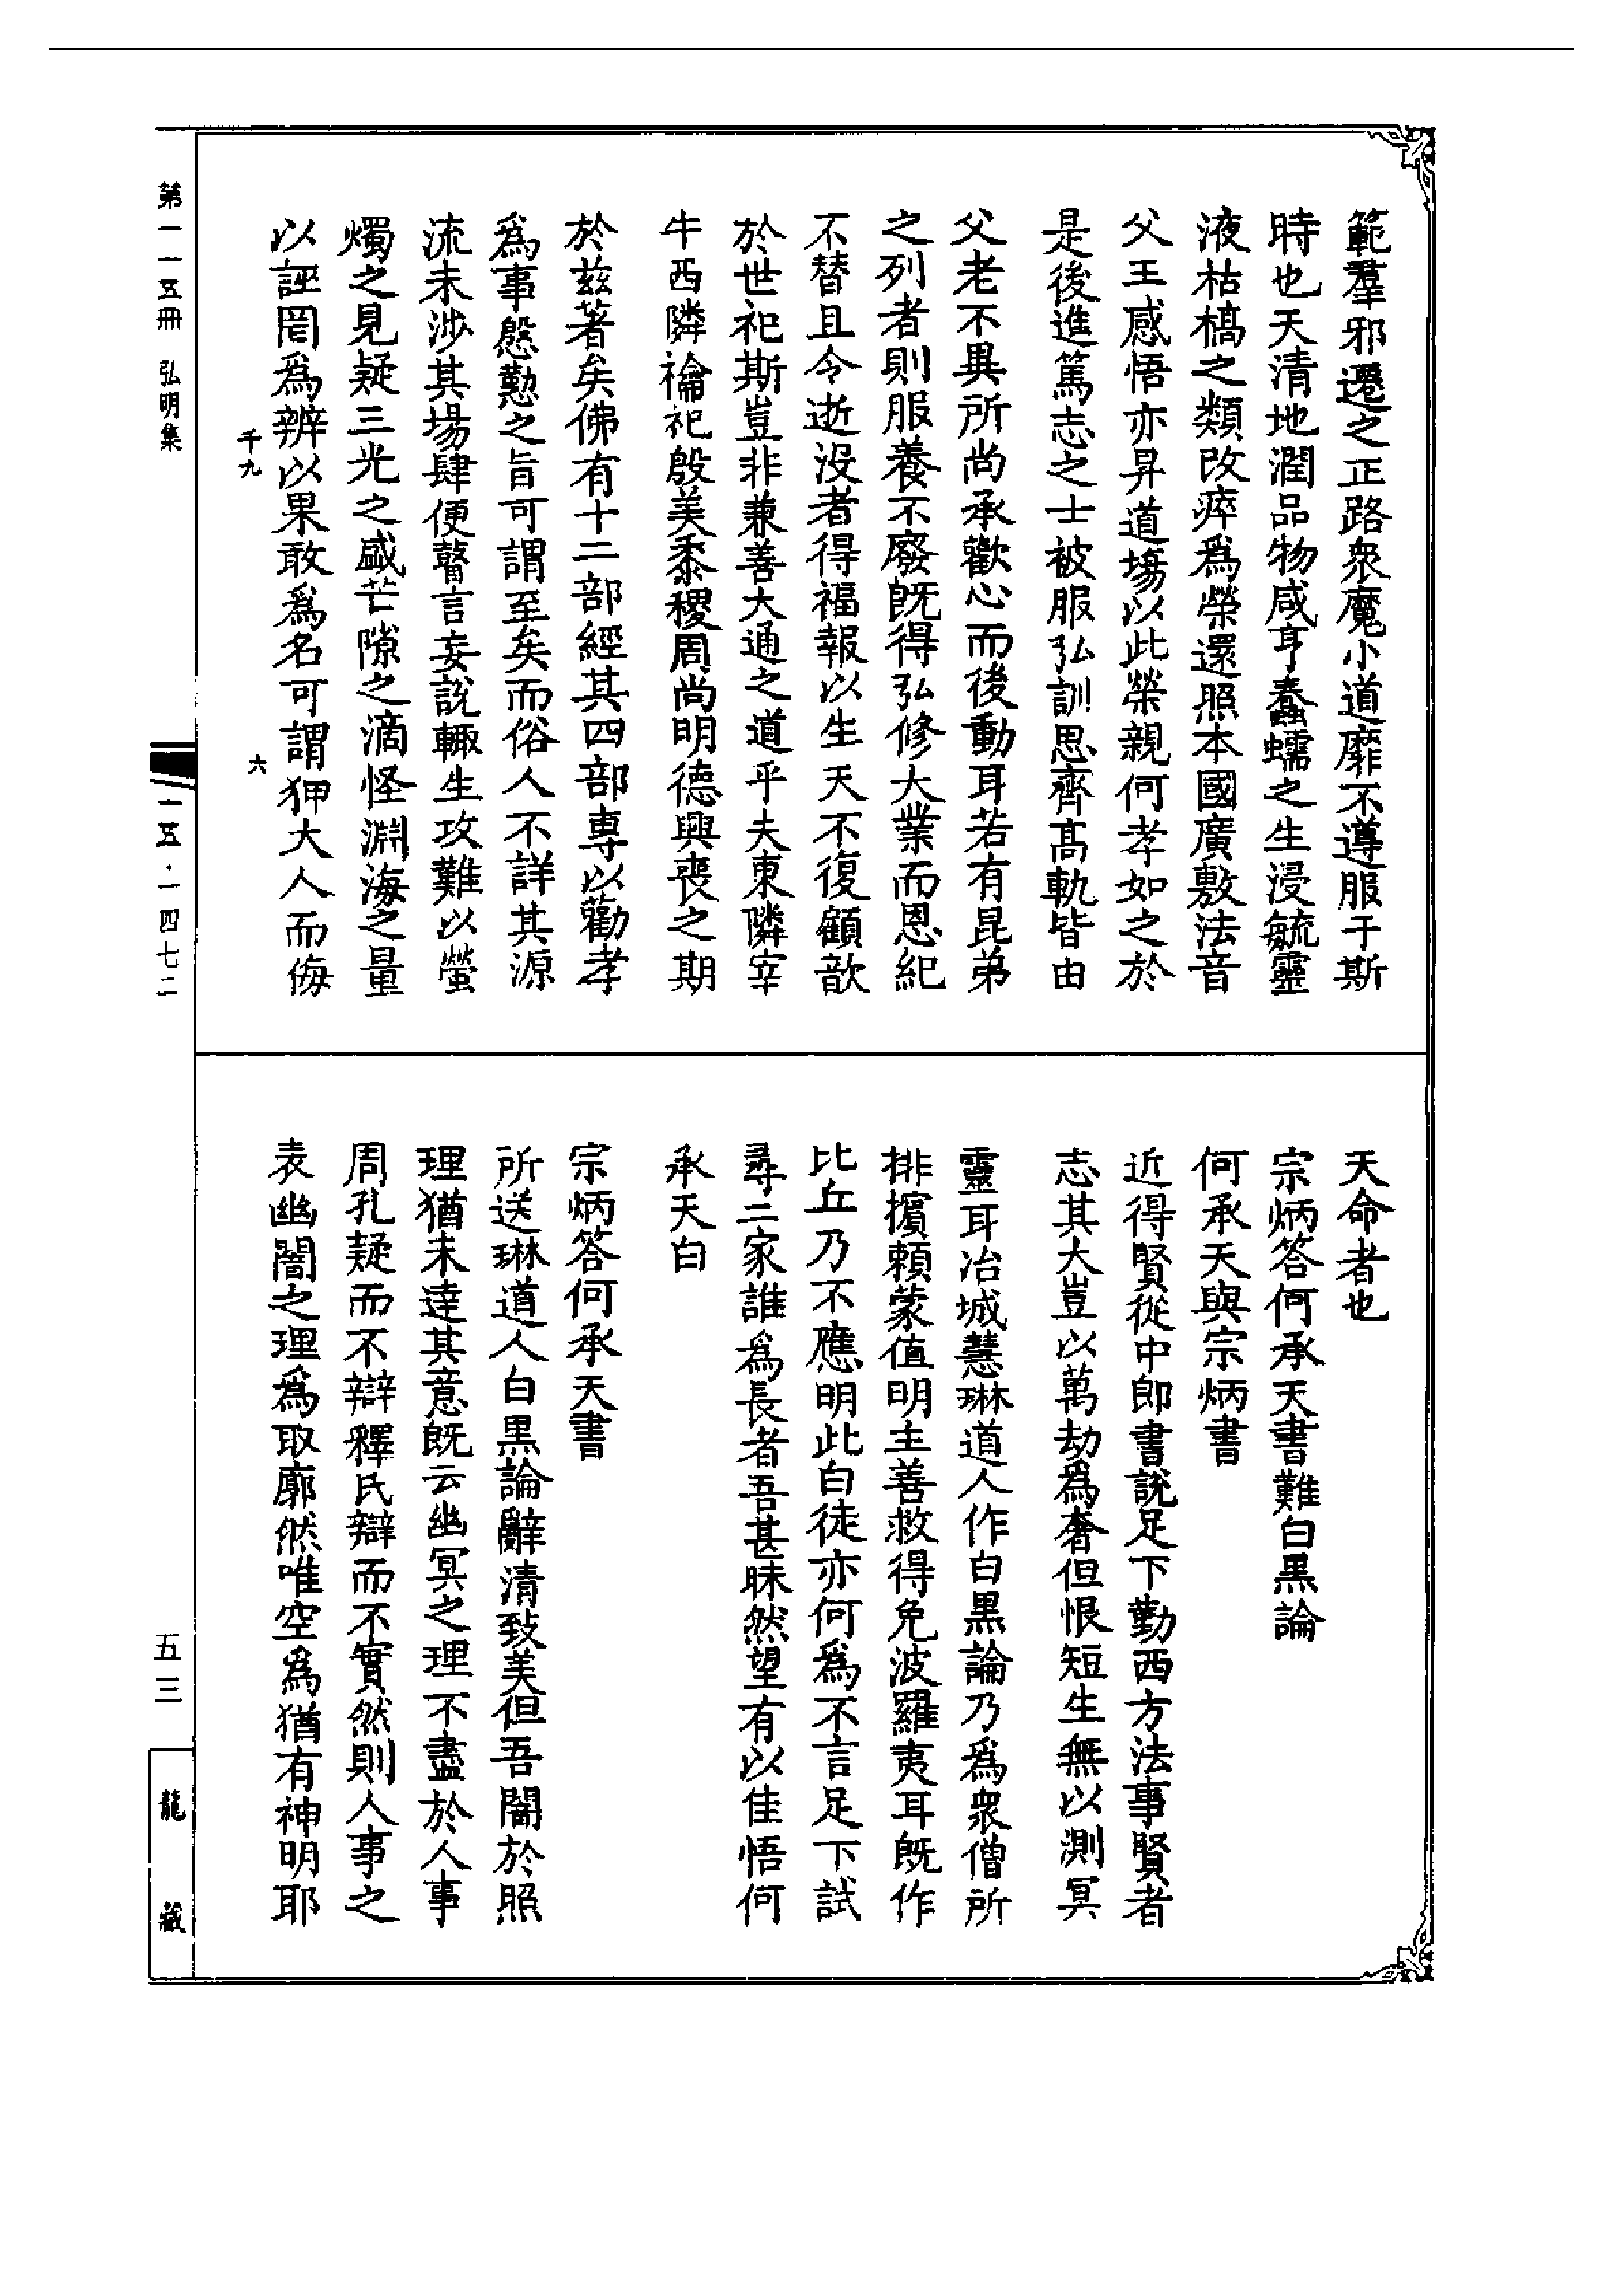 範羣邪遷之正路衆魔小道靡不遵服于斯
時也天清地潤品物咸亨蠢蠕之生浸毓靈
液枯槁之類改瘁爲榮還照本國廣敷法音
父王感悟亦昇道場以此榮親何孝如之於
是後進篤志之士被服弘訓思齊高軌皆由
父老不異所尚承歡心而後動耳若有昆弟
之列者則服養不廢旣得弘修大業而恩紀
不替且令逝沒者得福報以生天不復顧歆
於世祀斯豈非兼善大通之道乎夫東隣宰
牛西隣禴祀殷美黍稷周尚明德興喪之期
於兹著矣佛有十二部經其四部專以勸孝
爲事慇懃之旨可謂至矣而俗人不詳其源
流未涉其場肆便瞽言妄說輙生攻難以螢
燭之見疑三光之盛芒隙之滴怪淵海之量
以誣罔爲辨以果敢爲名可謂狎大人而侮
千九
六
天命者也
宗炳答何承天書難白黑論
何承天與宗炳書
近得賢從中郎書說足下勤西方法事賢者
志其大豈以萬劫爲奢但恨短生無以測冥
靈耳冶城慧琳道人作白黑論乃爲衆僧所
排擯賴蒙值明主善救得免波羅夷耳旣作
比丘乃不應明此白徒亦何爲不言足下試
尋二家誰爲長者吾甚昧然望有以佳悟何
承天白
宗炳答何承天書
所送琳道人白黑論辭清致美但吾闇於照
理猶未達其意旣云幽冥之理不盡於人事
周孔疑而不辯釋氏辯而不實然則人事之
表幽闇之理爲取廓然唯空爲猶有神明耶
第一一五冊 弘明集
一五·一四七二
五三
龍藏